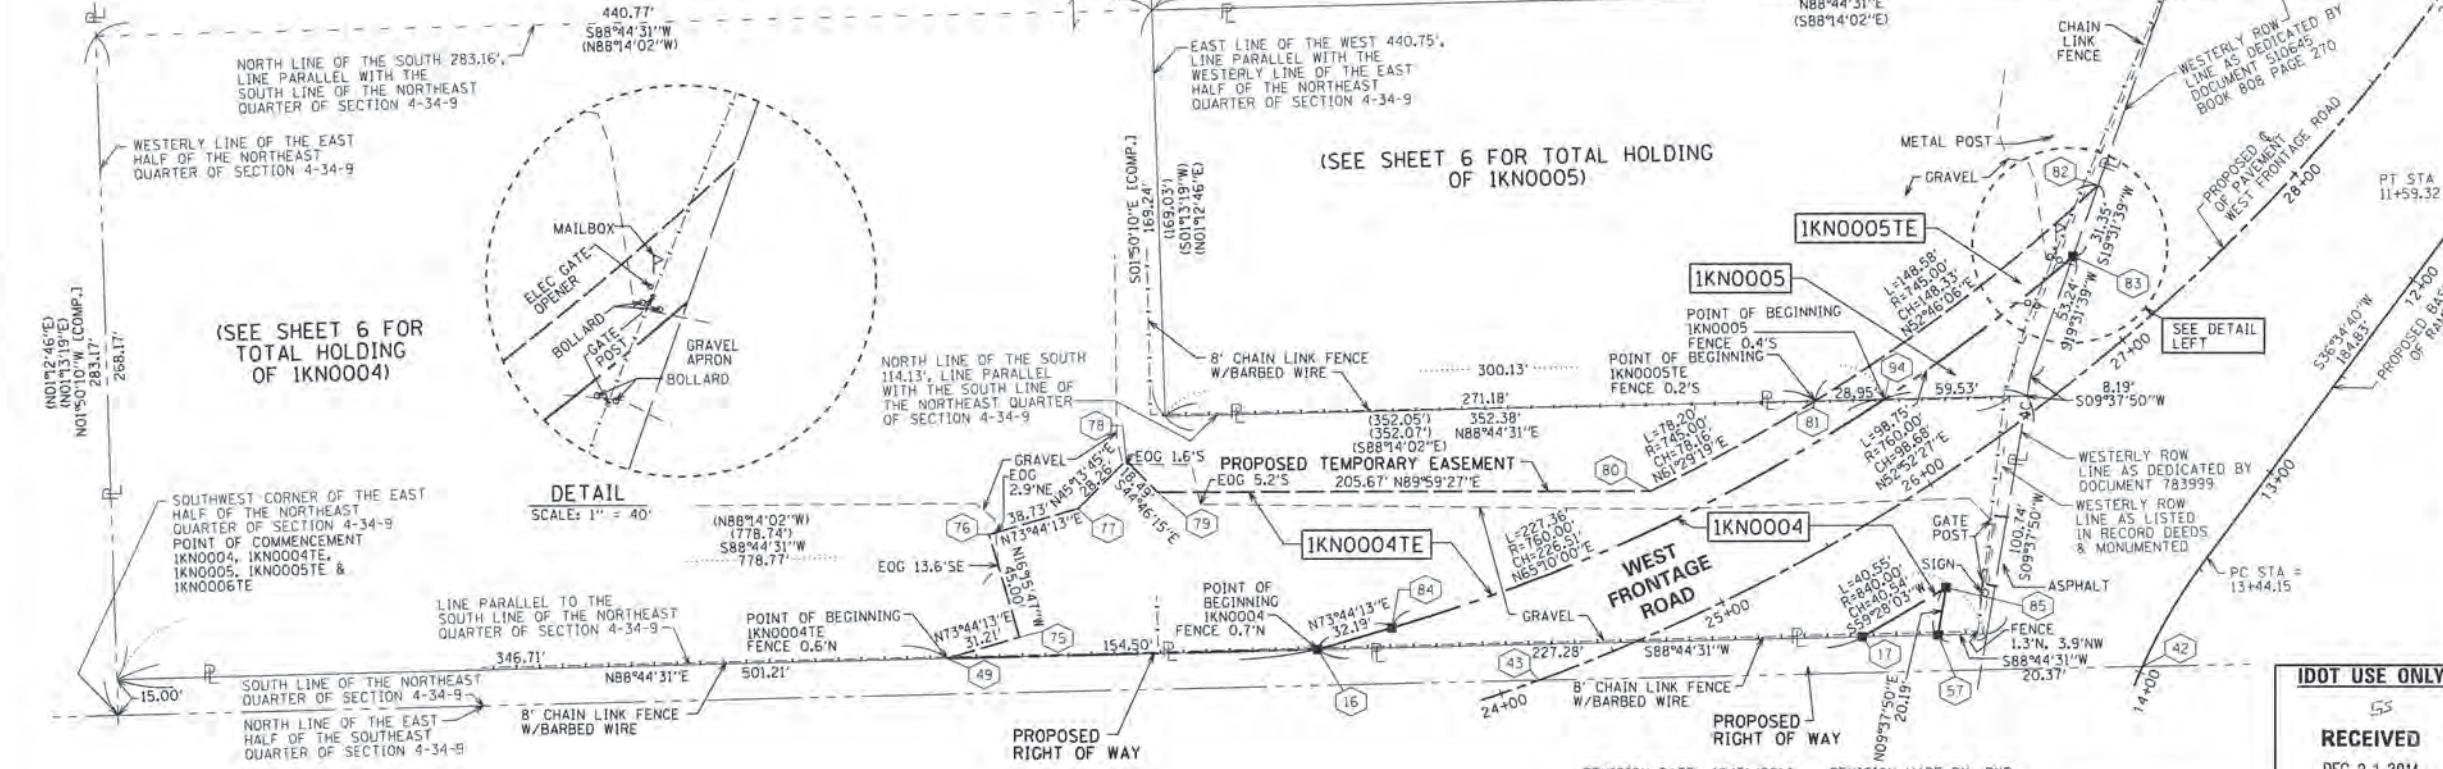 440.77'
S88°44'31"W
(N88°14'02"W)
NORTH LINE OF THE SOUTH 283.16',
LINE PARALLEL WITH THE
SOUTH LINE OF THE NORTHEAST
QUARTER OF SECTION 4-34-9
WESTERLY LINE OF THE EAST
HALF OF THE NORTHEAST
QUARTER OF SECTION 4-34-9
(N01°12'46"E)
(N01°13'19"E)
N01°50'10"W [COMP.]
283.17'
268.17'
(SEE SHEET 6 FOR
TOTAL HOLDING
OF 1KN0004)
MAILBOX
ELEC GATE
OPENER
BOLLARD
GATE
POST
GRAVEL
APRON
BOLLARD
DETAIL
SCALE: 1" = 40'
EAST LINE OF THE WEST 440.75',
LINE PARALLEL WITH THE
WESTERLY LINE OF THE EAST
HALF OF THE NORTHEAST
QUARTER OF SECTION 4-34-9
S01°50'10"E [COMP.]
169.24'
(169.03')
(S01°13'19"W)
(N01°12'46"E)
(SEE SHEET 6 FOR TOTAL HOLDING
OF 1KN0005)
N88°44'31"E
(S88°14'02"E)
CHAIN
LINK
FENCE
WESTERLY ROW
LINE AS DEDICATED BY
DOCUMENT 510645
BOOK 808 PAGE 270
METAL POST
GRAVEL
82
PROPOSED ℄
OF PAVEMENT
WEST FRONTAGE ROAD
28+00
PT STA
11+59.32
1KN0005TE
31.35'
S19°31'39"W
83
53.24'
S19°31'39"W
1KN0005
L=148.58'
R=745.00'
CH=148.33'
N52°46'06"E
POINT OF BEGINNING
1KN0005
FENCE 0.4'S
POINT OF BEGINNING
1KN0005TE
FENCE 0.2'S
SEE DETAIL
LEFT
27+00
S36°34'40"W
184.83'
12+00
NORTH LINE OF THE SOUTH
114.13', LINE PARALLEL
WITH THE SOUTH LINE OF
THE NORTHEAST QUARTER
OF SECTION 4-34-9
8' CHAIN LINK FENCE
W/BARBED WIRE
300.13'
271.18'
(352.05')
(352.07')
352.38'
(S88°14'02"E)
N88°44'31"E
28.95'
94
59.53'
8.19'
S09°37'50"W
81
78
GRAVEL
EOG
2.9'NE
EOG 1.6'S
EOG 5.2'S
PROPOSED TEMPORARY EASEMENT
205.67' N89°59'27"E
80
L=78.20'
R=745.00'
CH=78.16'
N61°29'19"E
L=98.75'
R=760.00'
CH=98.68'
N52°52'27"E
26+00
AC
WESTERLY ROW
LINE AS DEDICATED BY
DOCUMENT 783999
WESTERLY ROW
LINE AS LISTED
IN RECORD DEEDS
& MONUMENTED
13+00
SOUTHWEST CORNER OF THE EAST
HALF OF THE NORTHEAST
QUARTER OF SECTION 4-34-9
POINT OF COMMENCEMENT
1KN0004, 1KN0004TE,
1KN0005, 1KN0005TE &
1KN0006TE
(N88°14'02"W)
(778.74')
S88°44'31"W
778.77'
76
38.73'
N73°44'13"E
N45°13'45"E
28.26'
77
18.49'
S44°46'15"E
79
EOG 13.6'SE
N16°15'47"W
45.00'
1KN0004TE
L=227.36'
R=760.00'
CH=226.51'
N65°10'00"E
1KN0004
WEST
FRONTAGE
ROAD
GATE
POST
SIGN
100.74'
S09°37'50"W
ASPHALT
PC STA =
13+44.15
LINE PARALLEL TO THE
SOUTH LINE OF THE NORTHEAST
QUARTER OF SECTION 4-34-9
POINT OF BEGINNING
1KN0004TE
FENCE 0.6'N
N73°44'13"E
31.21'
75
POINT OF
BEGINNING
1KN0004
FENCE 0.7'N
N73°44'13"E
32.19'
84
GRAVEL
25+00
L=40.55'
R=840.00'
CH=40.54'
S59°28'03"W
85
346.71'
154.50'
227.28'
S88°44'31"W
17
FENCE
1.3'N, 3.9'NW
S88°44'31"W
20.37'
42
15.00'
SOUTH LINE OF THE NORTHEAST
QUARTER OF SECTION 4-34-9
NORTH LINE OF THE EAST
HALF OF THE SOUTHEAST
QUARTER OF SECTION 4-34-9
N88°44'31"E
501.21'
8' CHAIN LINK FENCE
W/BARBED WIRE
49
PROPOSED
RIGHT OF WAY
16
43
24+00
8' CHAIN LINK FENCE
W/BARBED WIRE
PROPOSED
RIGHT OF WAY
N09°37'50"E
20.19'
57
14+00
IDOT USE ONLY
RECEIVED